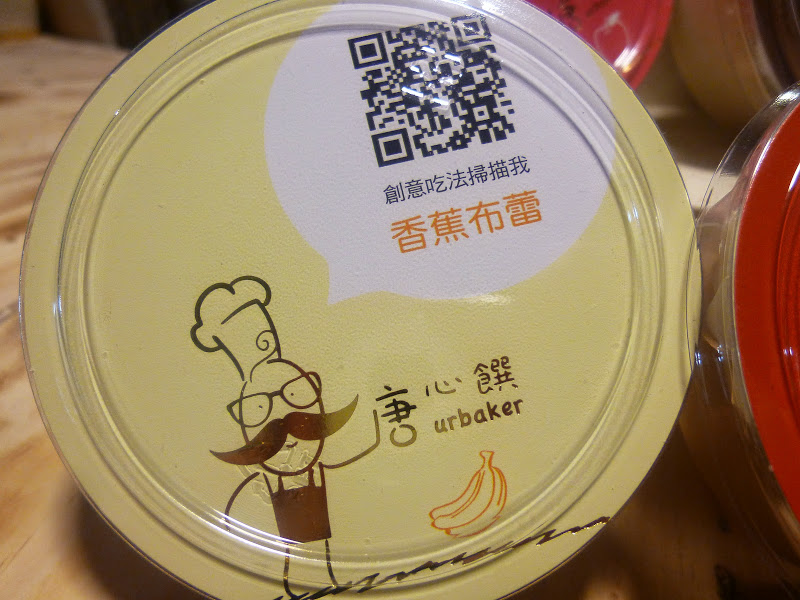 創意吃法掃描我
香蕉布蕾
唐心饌
urbaker